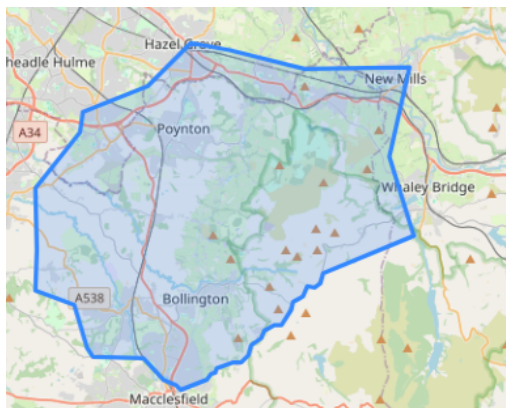 Hazel Grove
headle Hulme
New Mills
A34
Poynton
Whaley Bridge
A538
Bollington
Macclesfield